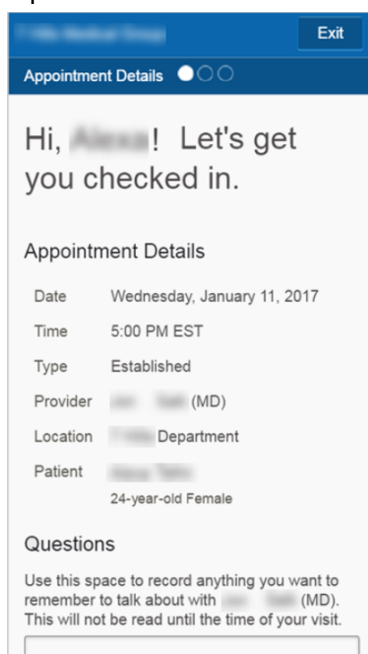 Exit
Appointment Details
Hi, ! Let's get
you checked in.
Appointment Details
Date Wednesday, January 11, 2017
Time 5:00 PM EST
Type Established
Provider (MD)
Location Department
Patient
24-year-old Female
Questions
Use this space to record anything you want to
remember to talk about with (MD).
This will not be read until the time of your visit.